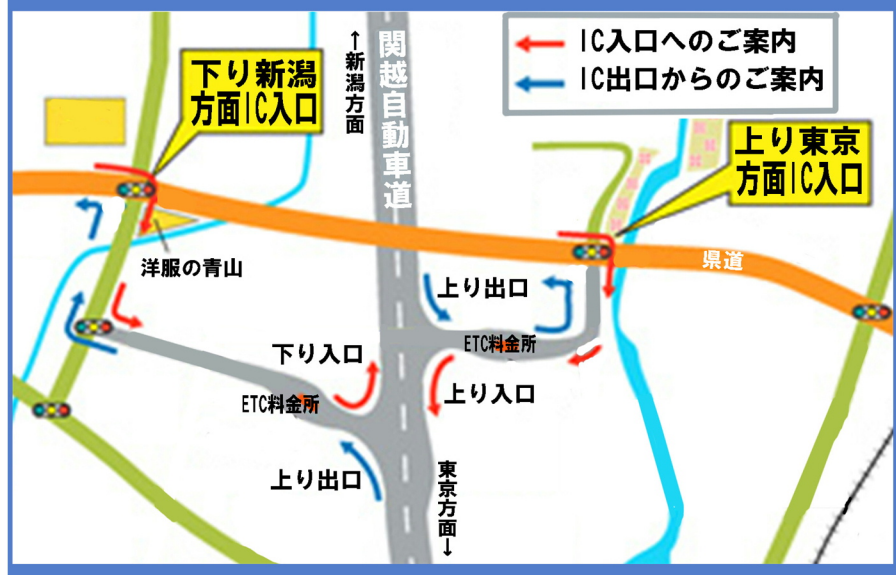 IC入口へのご案内
IC出口からのご案内
↑新潟方面
関越自動車道
下り新潟
方面IC入口
上り東京
方面IC入口
洋服の青山
県道
上り出口
ETC料金所
下り入口
上り入口
ETC料金所
上り出口
東京方面↓